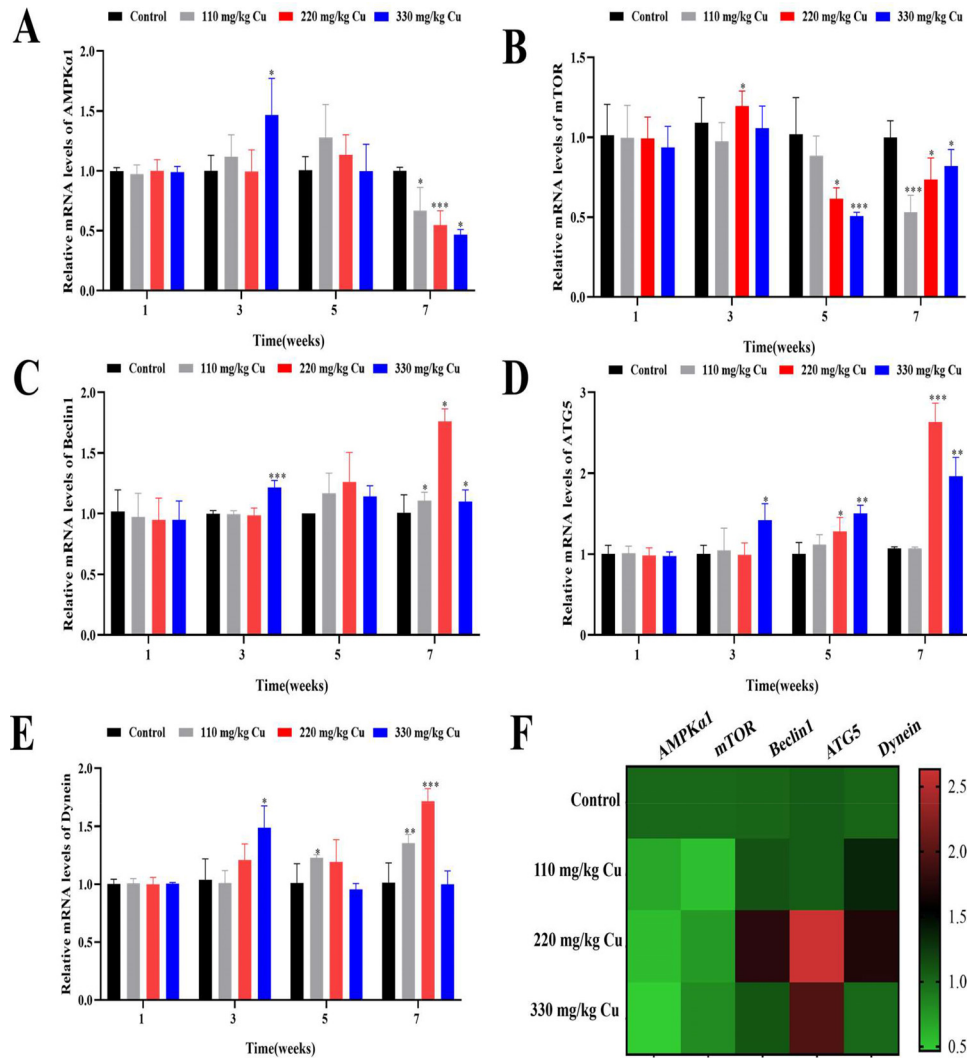 A
Control 110 mg/kg Cu 220 mg/kg Cu 330 mg/kg Cu
Relative mRNA levels of AMPKα1
2.0
1.5
1.0
0.5
0.0
*
*
***
*
1 3 5 7
Time(weeks)
B
Control 110 mg/kg Cu 220 mg/kg Cu 330 mg/kg Cu
Relative mRNA levels of mTOR
1.5
1.0
0.5
0.0
*
*
***
***
*
*
1 3 5 7
Time(weeks)
C
Control 110 mg/kg Cu 220 mg/kg Cu 330 mg/kg Cu
Relative mRNA levels of Beclin1
2.0
1.5
1.0
0.5
0.0
***
*
*
*
1 3 5 7
Time(weeks)
D
Control 110 mg/kg Cu 220 mg/kg Cu 330 mg/kg Cu
Relative mRNA levels of ATG5
3
2
1
0
*
*
**
***
**
1 3 5 7
Time(weeks)
E
Control 110 mg/kg Cu 220 mg/kg Cu 330 mg/kg Cu
Relative mRNA levels of Dynein
2.0
1.5
1.0
0.5
0.0
*
*
**
***
1 3 5 7
Time(weeks)
F
AMPKα1 mTOR Beclin1 ATG5 Dynein
Control
110 mg/kg Cu
220 mg/kg Cu
330 mg/kg Cu
2.5
2.0
1.5
1.0
0.5